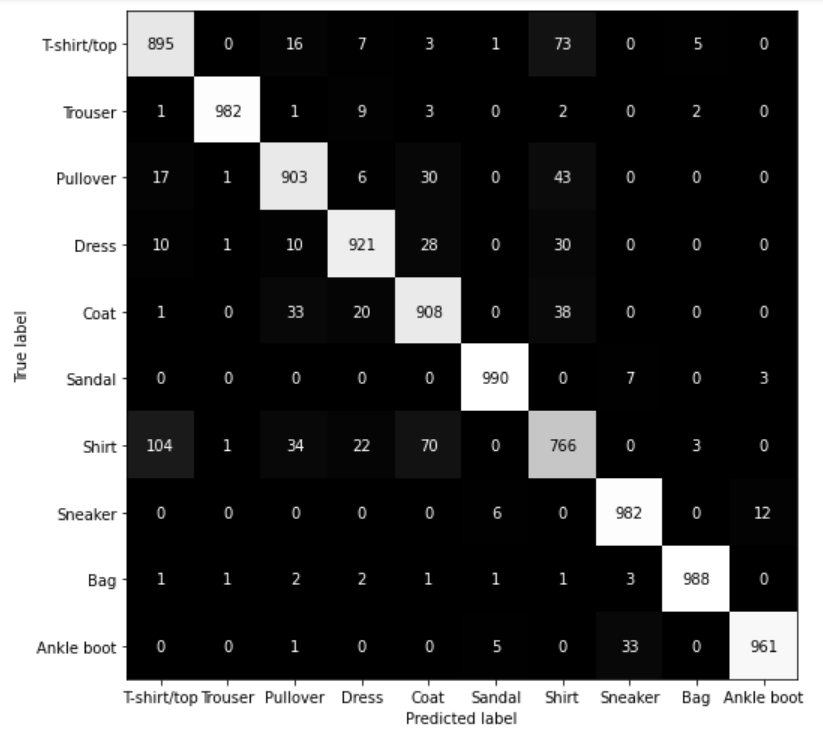 T-shirt/top 895 0 16 7 3 1 73 0 5 0
Trouser 1 982 1 9 3 0 2 0 2 0
Pullover 17 1 903 6 30 0 43 0 0 0
Dress 10 1 10 921 28 0 30 0 0 0
Coat 1 0 33 20 908 0 38 0 0 0
True label
Sandal 0 0 0 0 0 990 0 7 0 3
Shirt 104 1 34 22 70 0 766 0 3 0
Sneaker 0 0 0 0 0 6 0 982 0 12
Bag 1 1 2 2 1 1 1 3 988 0
Ankle boot 0 0 1 0 0 5 0 33 0 961
T-shirt/top Trouser Pullover Dress Coat Sandal Shirt Sneaker Bag Ankle boot
Predicted label